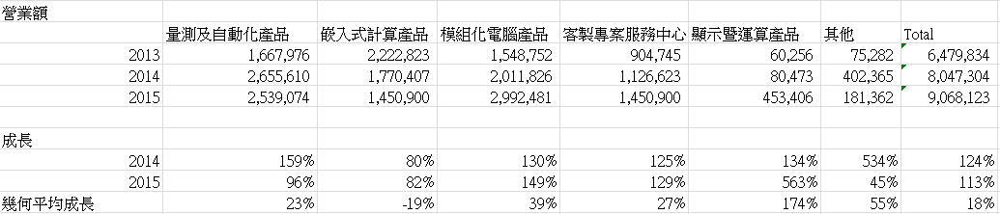 營業額
量測及自動化產品 嵌入式計算產品 模組化電腦產品 客製專案服務中心 顯示暨運算產品 其他 Total
2013 1,667,976 2,222,823 1,548,752 904,745 60,256 75,282 6,479,834
2014 2,655,610 1,770,407 2,011,826 1,126,623 80,473 402,365 8,047,304
2015 2,539,074 1,450,900 2,992,481 1,450,900 453,406 181,362 9,068,123
成長
2014 159% 80% 130% 125% 134% 534% 124%
2015 96% 82% 149% 129% 563% 45% 113%
幾何平均成長 23% -19% 39% 27% 174% 55% 18%